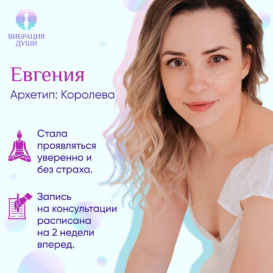 ВИБРАЦИЯ
ДУШИ
Евгения
Архетип: Королева
Стала
проявляться
уверенно и
без страха.
Запись
на консультации
расписана
на 2 недели
вперед.